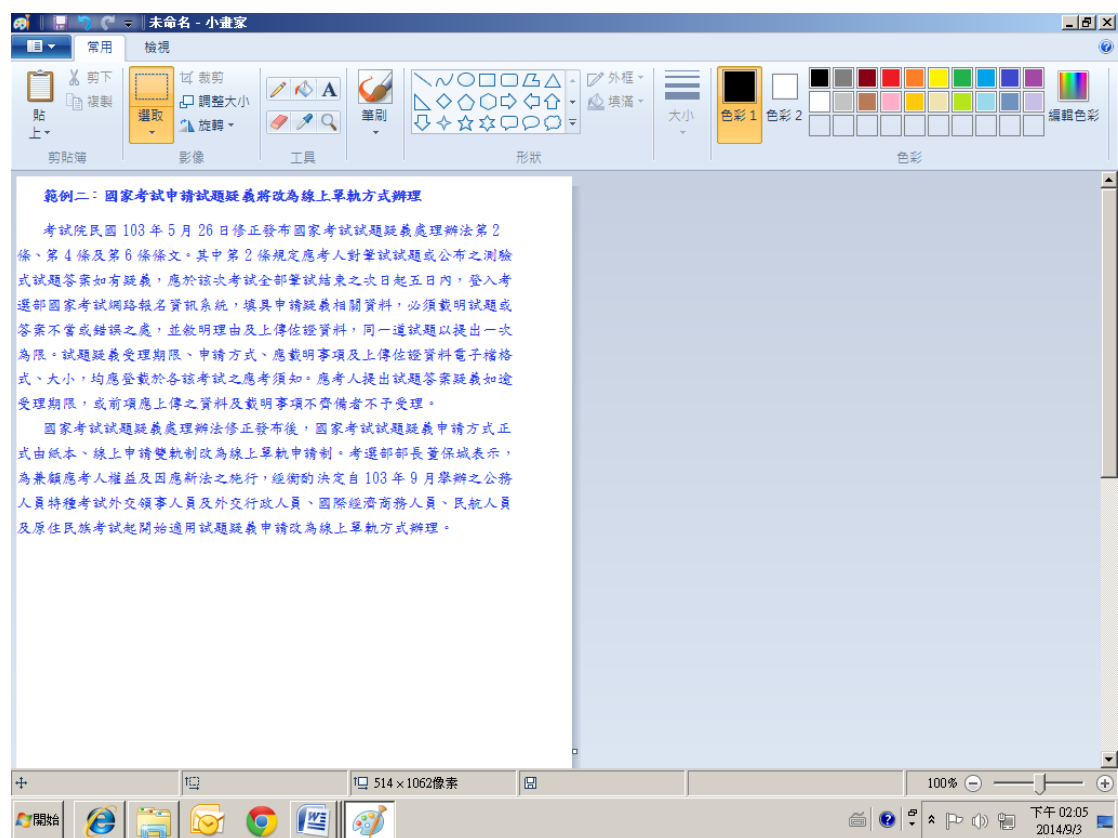 未命名 - 小畫家
常用 檢視
剪下
複製
貼上
裁剪
調整大小
旋轉
選取
A
筆刷
外框
填滿
大小
色彩 1
色彩 2
編輯色彩
剪貼簿 影像 工具 形狀 色彩
範例二：國家考試申請試題疑義將改為線上單軌方式辦理
考試院民國 103 年 5 月 26 日修正發布國家考試試題疑義處理辦法第 2
條、第 4 條及第 6 條條文。其中第 2 條規定應考人對筆試試題或公布之測驗
式試題答案如有疑義，應於該次考試全部筆試結束之次日起五日內，登入考
選部國家考試網路報名資訊系統，填具申請疑義相關資料，必須載明試題或
答案不當或錯誤之處，並敘明理由及上傳佐證資料，同一道試題以提出一次
為限。試題疑義受理期限、申請方式、應載明事項及上傳佐證資料電子檔格
式、大小，均應登載於各該考試之應考須知。應考人提出試題答案疑義如逾
受理期限，或前項應上傳之資料及載明事項不齊備者不予受理。
國家考試試題疑義處理辦法修正發布後，國家考試試題疑義申請方式正
式由紙本、線上申請雙軌制改為線上單軌申請制。考選部部長董保城表示，
為兼顧應考人權益及因應新法之施行，經衡酌決定自 103 年 9 月舉辦之公務
人員特種考試外交領事人員及外交行政人員、國際經濟商務人員、民航人員
及原住民族考試起開始適用試題疑義申請改為線上單軌方式辦理。
514 × 1062像素
100%
開始
下午 02:05
2014/9/3